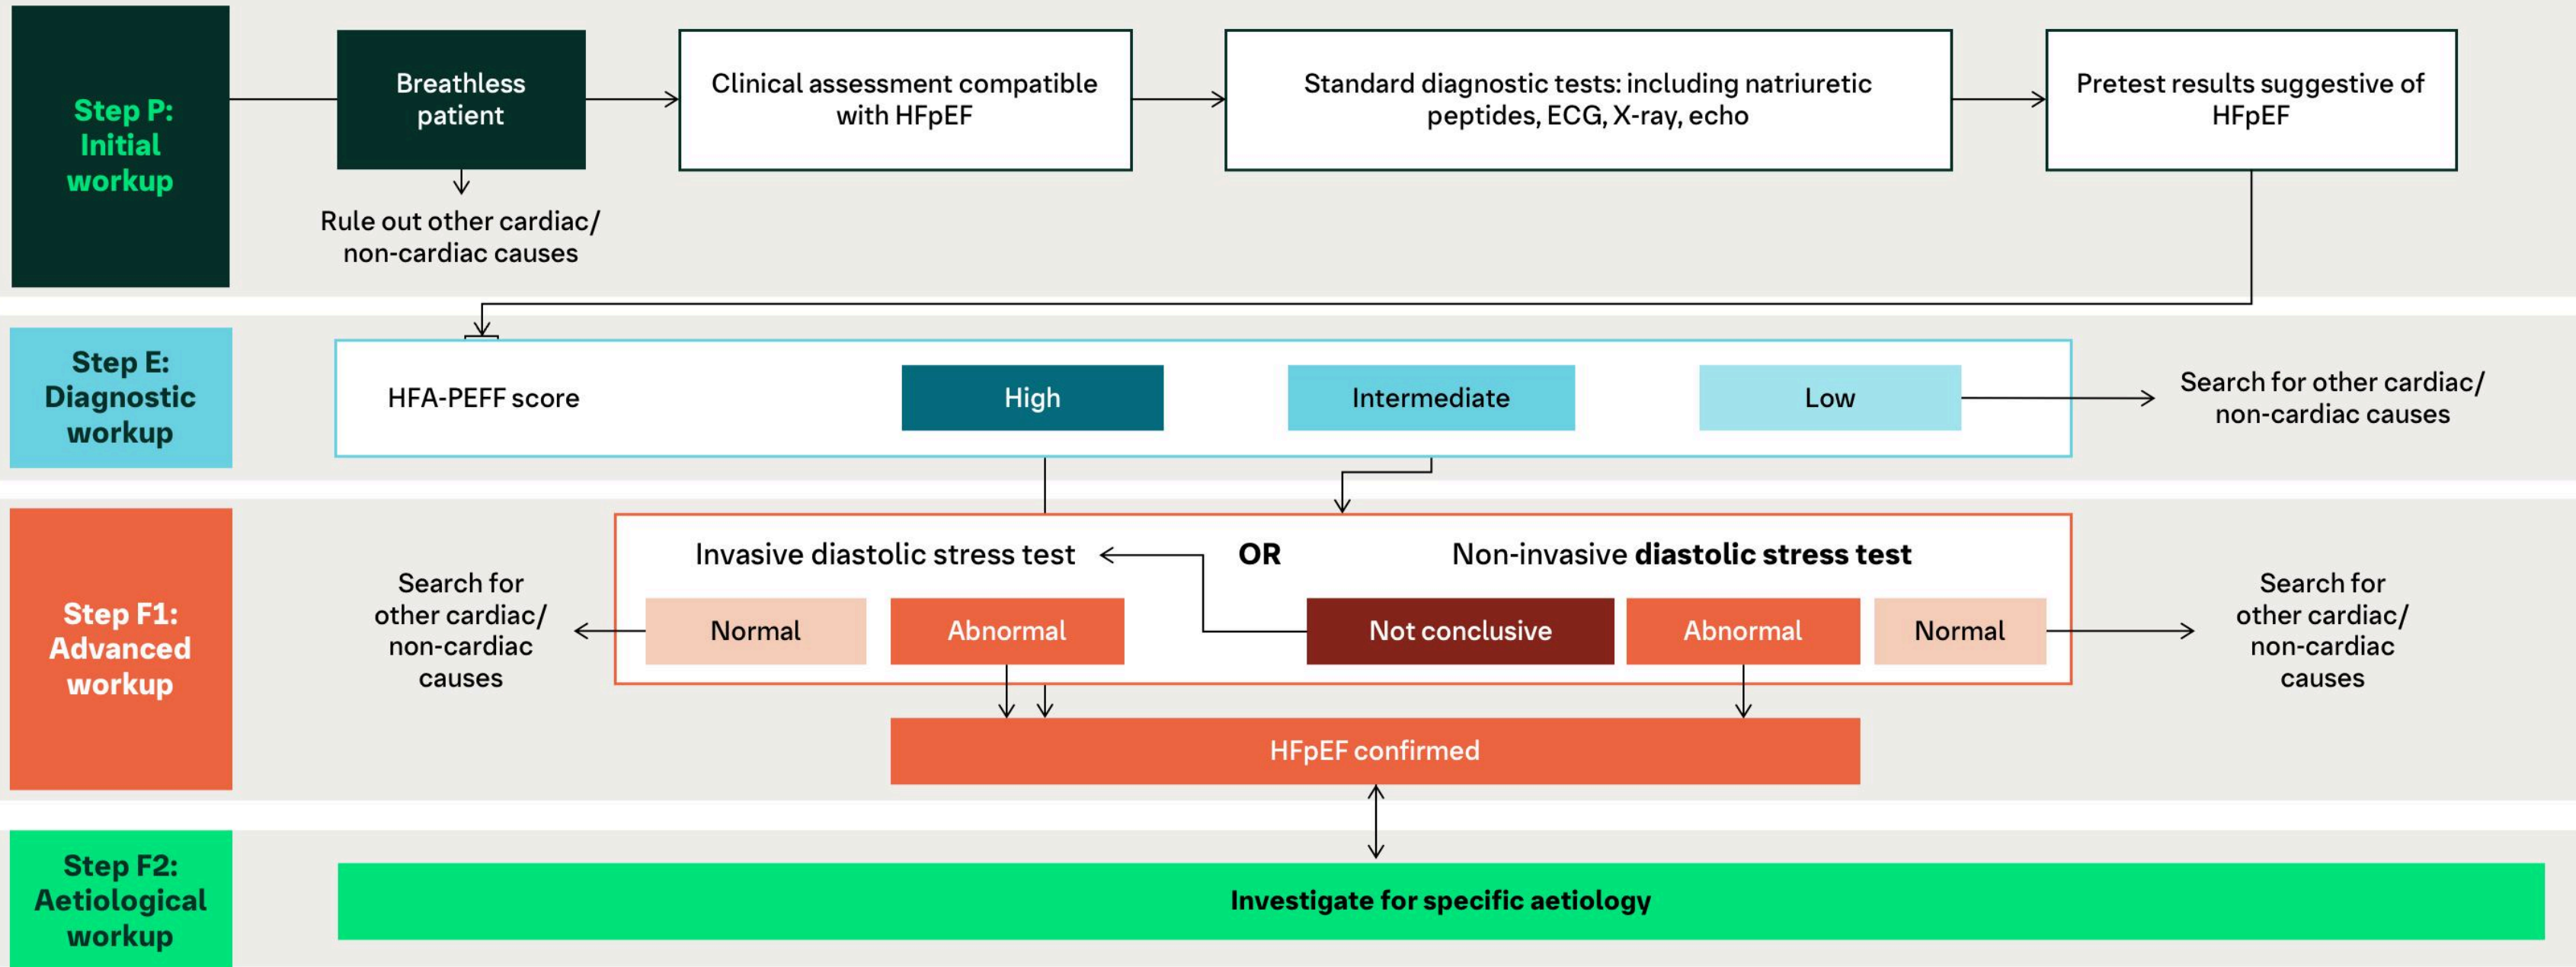 Step P:
Initial
workup
Breathless
patient
Rule out other cardiac/
non-cardiac causes
Clinical assessment compatible
with HFpEF
Standard diagnostic tests: including natriuretic
peptides, ECG, X-ray, echo
Pretest results suggestive of
HFpEF
Step E:
Diagnostic
workup
HFA-PEFF score
High
Intermediate
Low
Search for other cardiac/
non-cardiac causes
Step F1:
Advanced
workup
Search for
other cardiac/
non-cardiac
causes
Invasive diastolic stress test
OR
Non-invasive diastolic stress test
Normal
Abnormal
Not conclusive
Abnormal
Normal
Search for
other cardiac/
non-cardiac
causes
HFpEF confirmed
Step F2:
Aetiological
workup
Investigate for specific aetiology